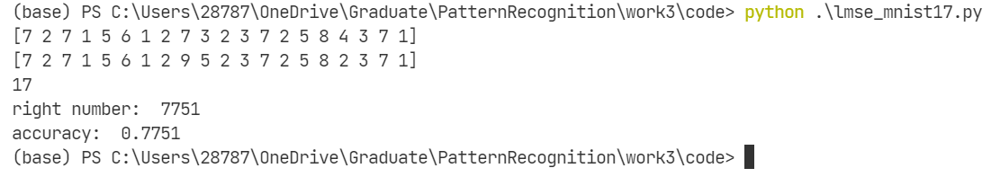 (base) PS C:\Users\28787\OneDrive\Graduate\PatternRecognition\work3\code> python .\lmse_mnist17.py
[7 2 7 1 5 6 1 2 7 3 2 3 7 2 5 8 4 3 7 1]
[7 2 7 1 5 6 1 2 9 5 2 3 7 2 5 8 2 3 7 1]
17
right number:  7751
accuracy:  0.7751
(base) PS C:\Users\28787\OneDrive\Graduate\PatternRecognition\work3\code>